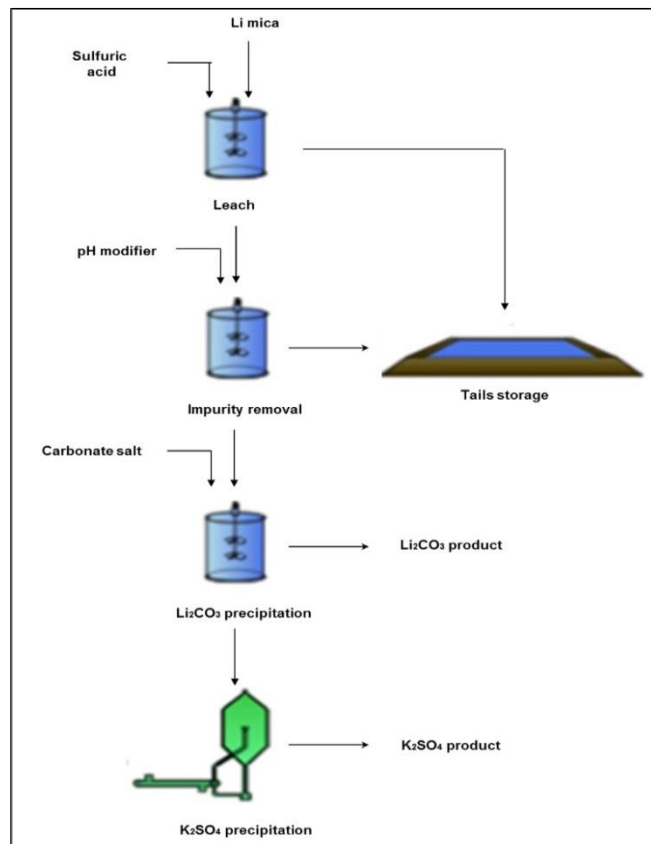 Li mica
Sulfuric
acid
Leach
pH modifier
Impurity removal
Tails storage
Carbonate salt
Li₂CO₃ product
Li₂CO₃ precipitation
K₂SO₄ product
K₂SO₄ precipitation